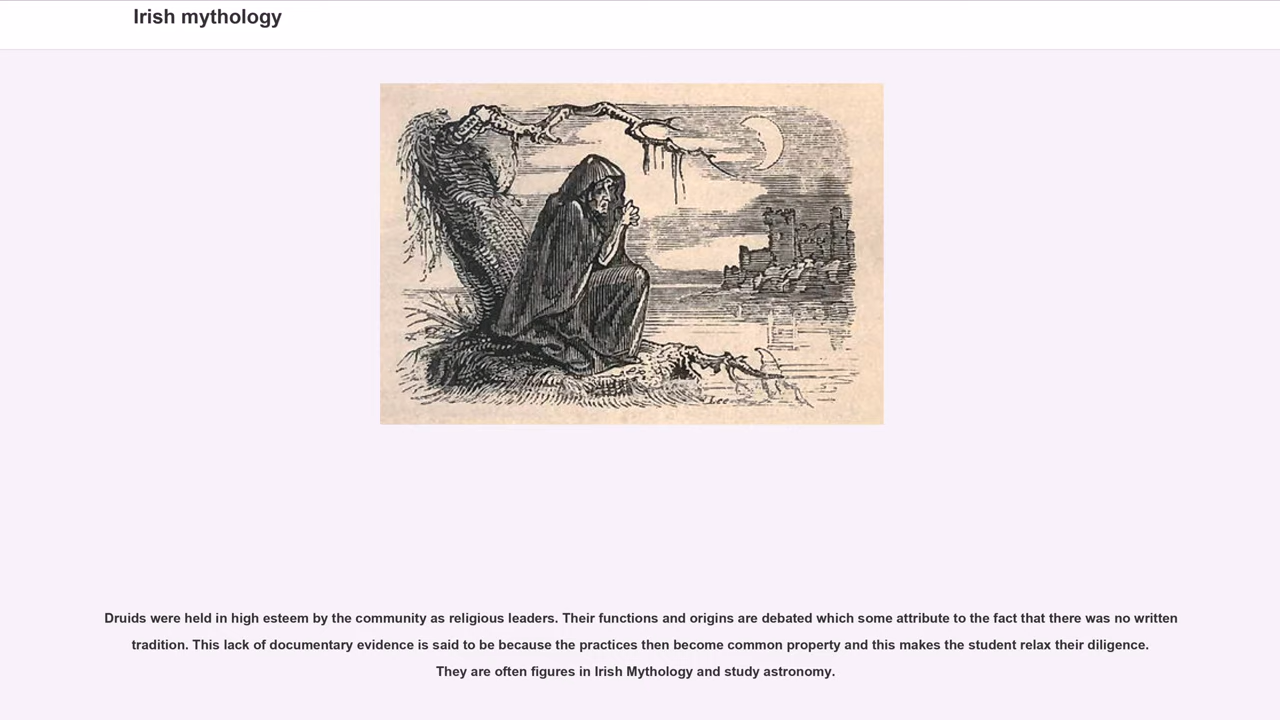 Irish mythology
Lee
Druids were held in high esteem by the community as religious leaders. Their functions and origins are debated which some attribute to the fact that there was no written
tradition. This lack of documentary evidence is said to be because the practices then become common property and this makes the student relax their diligence.
They are often figures in Irish Mythology and study astronomy.